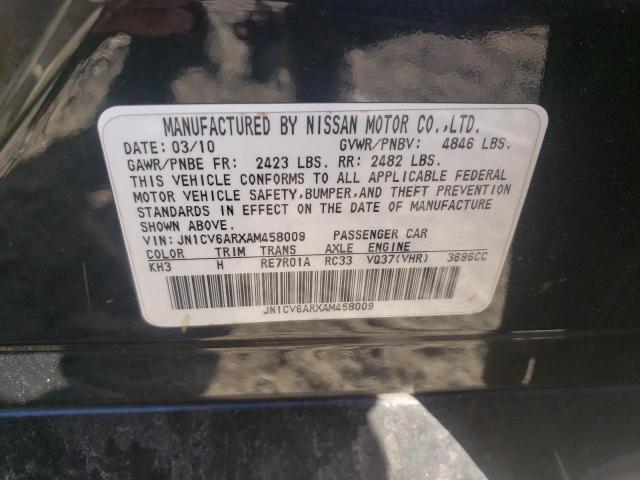 MANUFACTURED BY NISSAN MOTOR CO.,LTD.
DATE: 03/10 GVWR/PNBV: 4846 LBS.
GAWR/PNBE FR: 2423 LBS. RR: 2482 LBS.
THIS VEHICLE CONFORMS TO ALL APPLICABLE FEDERAL
MOTOR VEHICLE SAFETY,BUMPER,AND THEFT PREVENTION
STANDARDS IN EFFECT ON THE DATE OF MANUFACTURE
SHOWN ABOVE.
VIN: JN1CV6ARXAM458009 PASSENGER CAR
COLOR TRIM TRANS AXLE ENGINE
KH3 H RE7R01A RC33 VQ37(VHR) 3696CC
JN1CV6ARXAM458009